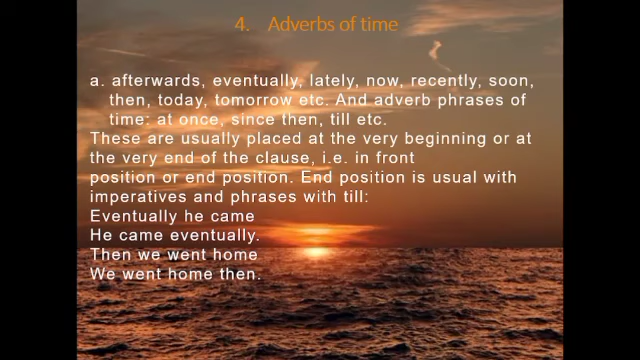 4. Adverbs of time
a. afterwards, eventually, lately, now, recently, soon,
then, today, tomorrow etc. And adverb phrases of
time: at once, since then, till etc.
These are usually placed at the very beginning or at
the very end of the clause, i.e. in front
position or end position. End position is usual with
imperatives and phrases with till:
Eventually he came
He came eventually.
Then we went home
We went home then.